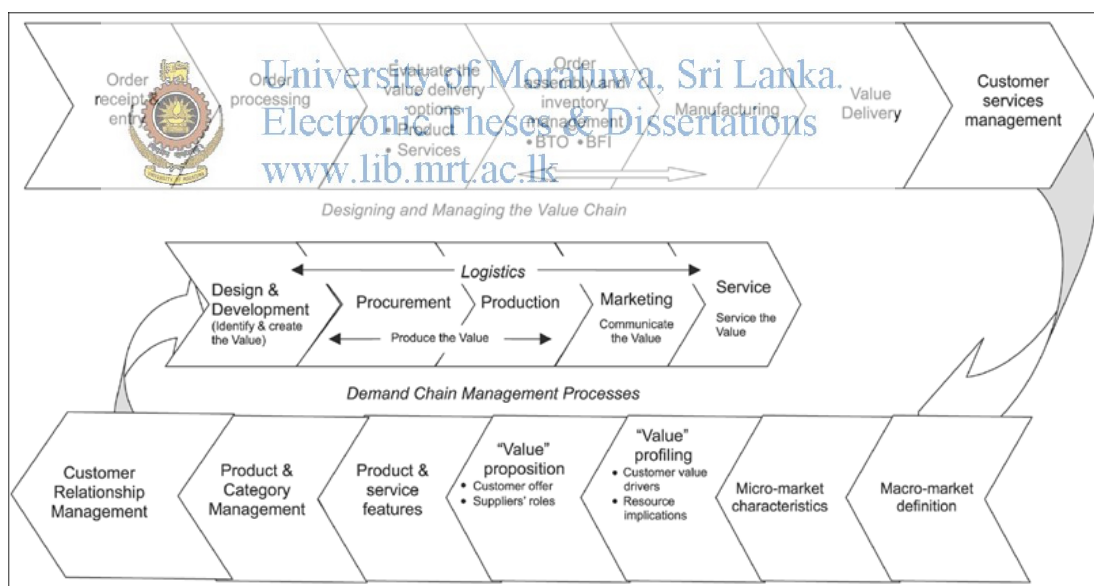 Order
receipt &
entry
Order
processing
Evaluate the
value delivery
options
• Product
• Services
Order
assembly and
inventory
management
• BTO • BFI
Manufacturing
Value
Delivery
Customer
services
management
University of Moratuwa, Sri Lanka.
Electronic Theses & Dissertations
www.lib.mrt.ac.lk
Designing and Managing the Value Chain
Logistics
Design &
Development
(Identify & create
the Value)
Procurement
Production
Produce the Value
Marketing
Communicate
the Value
Service
Service the
Value
Demand Chain Management Processes
Customer
Relationship
Management
Product &
Category
Management
Product &
service
features
“Value”
proposition
• Customer offer
• Suppliers' roles
“Value”
profiling
• Customer value
drivers
• Resource
implications
Micro-market
characteristics
Macro-market
definition